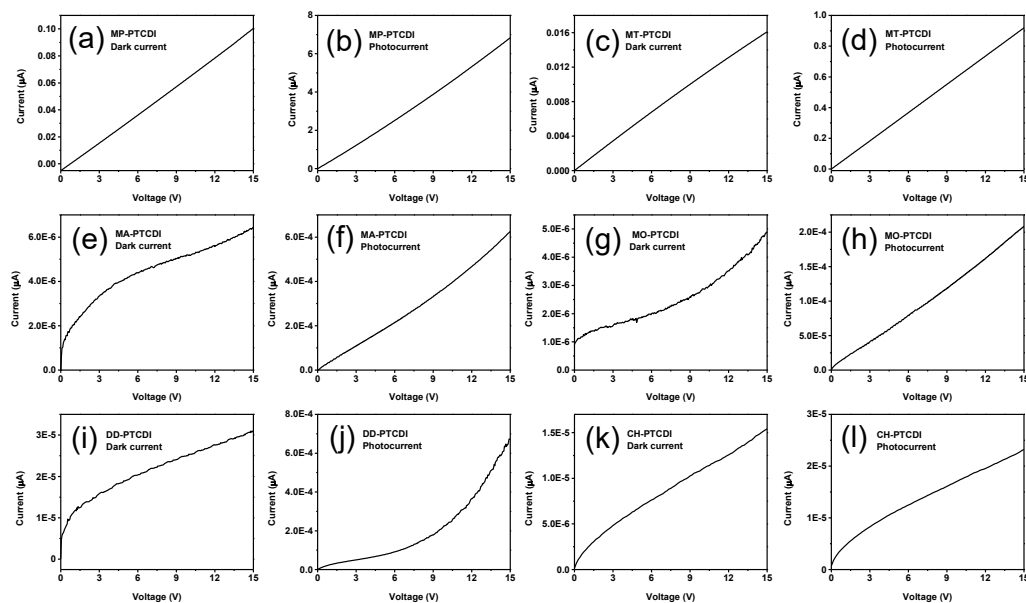 (a) MP-PTCDI
Dark current
Current (µA)
0.10
0.08
0.06
0.04
0.02
0.00
0 3 6 9 12 15
Voltage (V)
(b) MP-PTCDI
Photocurrent
Current (µA)
8
6
4
2
0
0 3 6 9 12 15
Voltage (V)
(c) MT-PTCDI
Dark current
Current (µA)
0.016
0.012
0.008
0.004
0.000
0 3 6 9 12 15
Voltage (V)
(d) MT-PTCDI
Photocurrent
Current (µA)
1.0
0.8
0.6
0.4
0.2
0.0
0 3 6 9 12 15
Voltage (V)
(e) MA-PTCDI
Dark current
Current (µA)
6.0E-6
4.0E-6
2.0E-6
0.0
0 3 6 9 12 15
Voltage (V)
(f) MA-PTCDI
Photocurrent
Current (µA)
6.0E-4
4.0E-4
2.0E-4
0.0
0 3 6 9 12 15
Voltage (V)
(g) MO-PTCDI
Dark current
Current (µA)
5.0E-6
4.0E-6
3.0E-6
2.0E-6
1.0E-6
0.0
0 3 6 9 12 15
Voltage (V)
(h) MO-PTCDI
Photocurrent
Current (µA)
2.0E-4
1.5E-4
1.0E-4
5.0E-5
0.0
0 3 6 9 12 15
Voltage (V)
(i) DD-PTCDI
Dark current
Current (µA)
3E-5
2E-5
1E-5
0
0 3 6 9 12 15
Voltage (V)
(j) DD-PTCDI
Photocurrent
Current (µA)
8.0E-4
6.0E-4
4.0E-4
2.0E-4
0.0
0 3 6 9 12 15
Voltage (V)
(k) CH-PTCDI
Dark current
Current (µA)
1.5E-5
1.0E-5
5.0E-6
0.0
0 3 6 9 12 15
Voltage (V)
(l) CH-PTCDI
Photocurrent
Current (µA)
3E-5
2E-5
1E-5
0
0 3 6 9 12 15
Voltage (V)